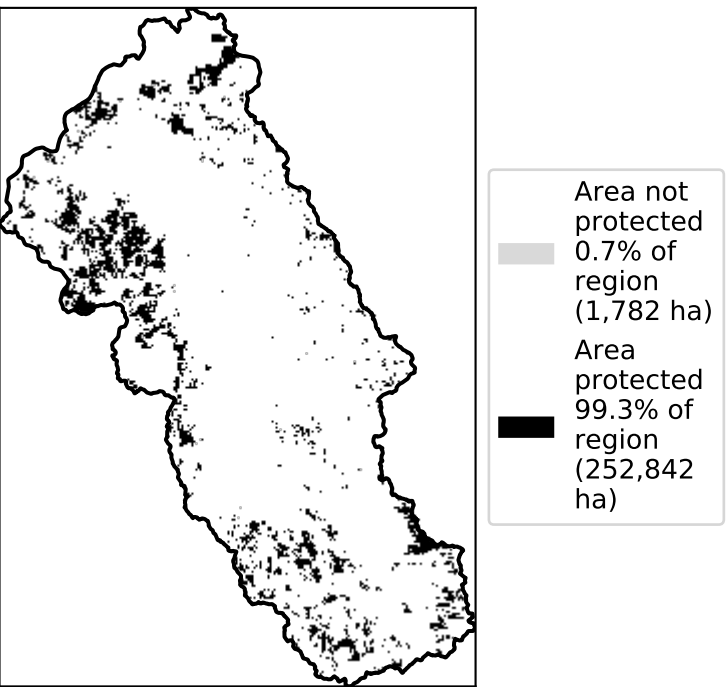 Area not
protected
0.7% of
region
(1,782 ha)
Area
protected
99.3% of
region
(252,842
ha)